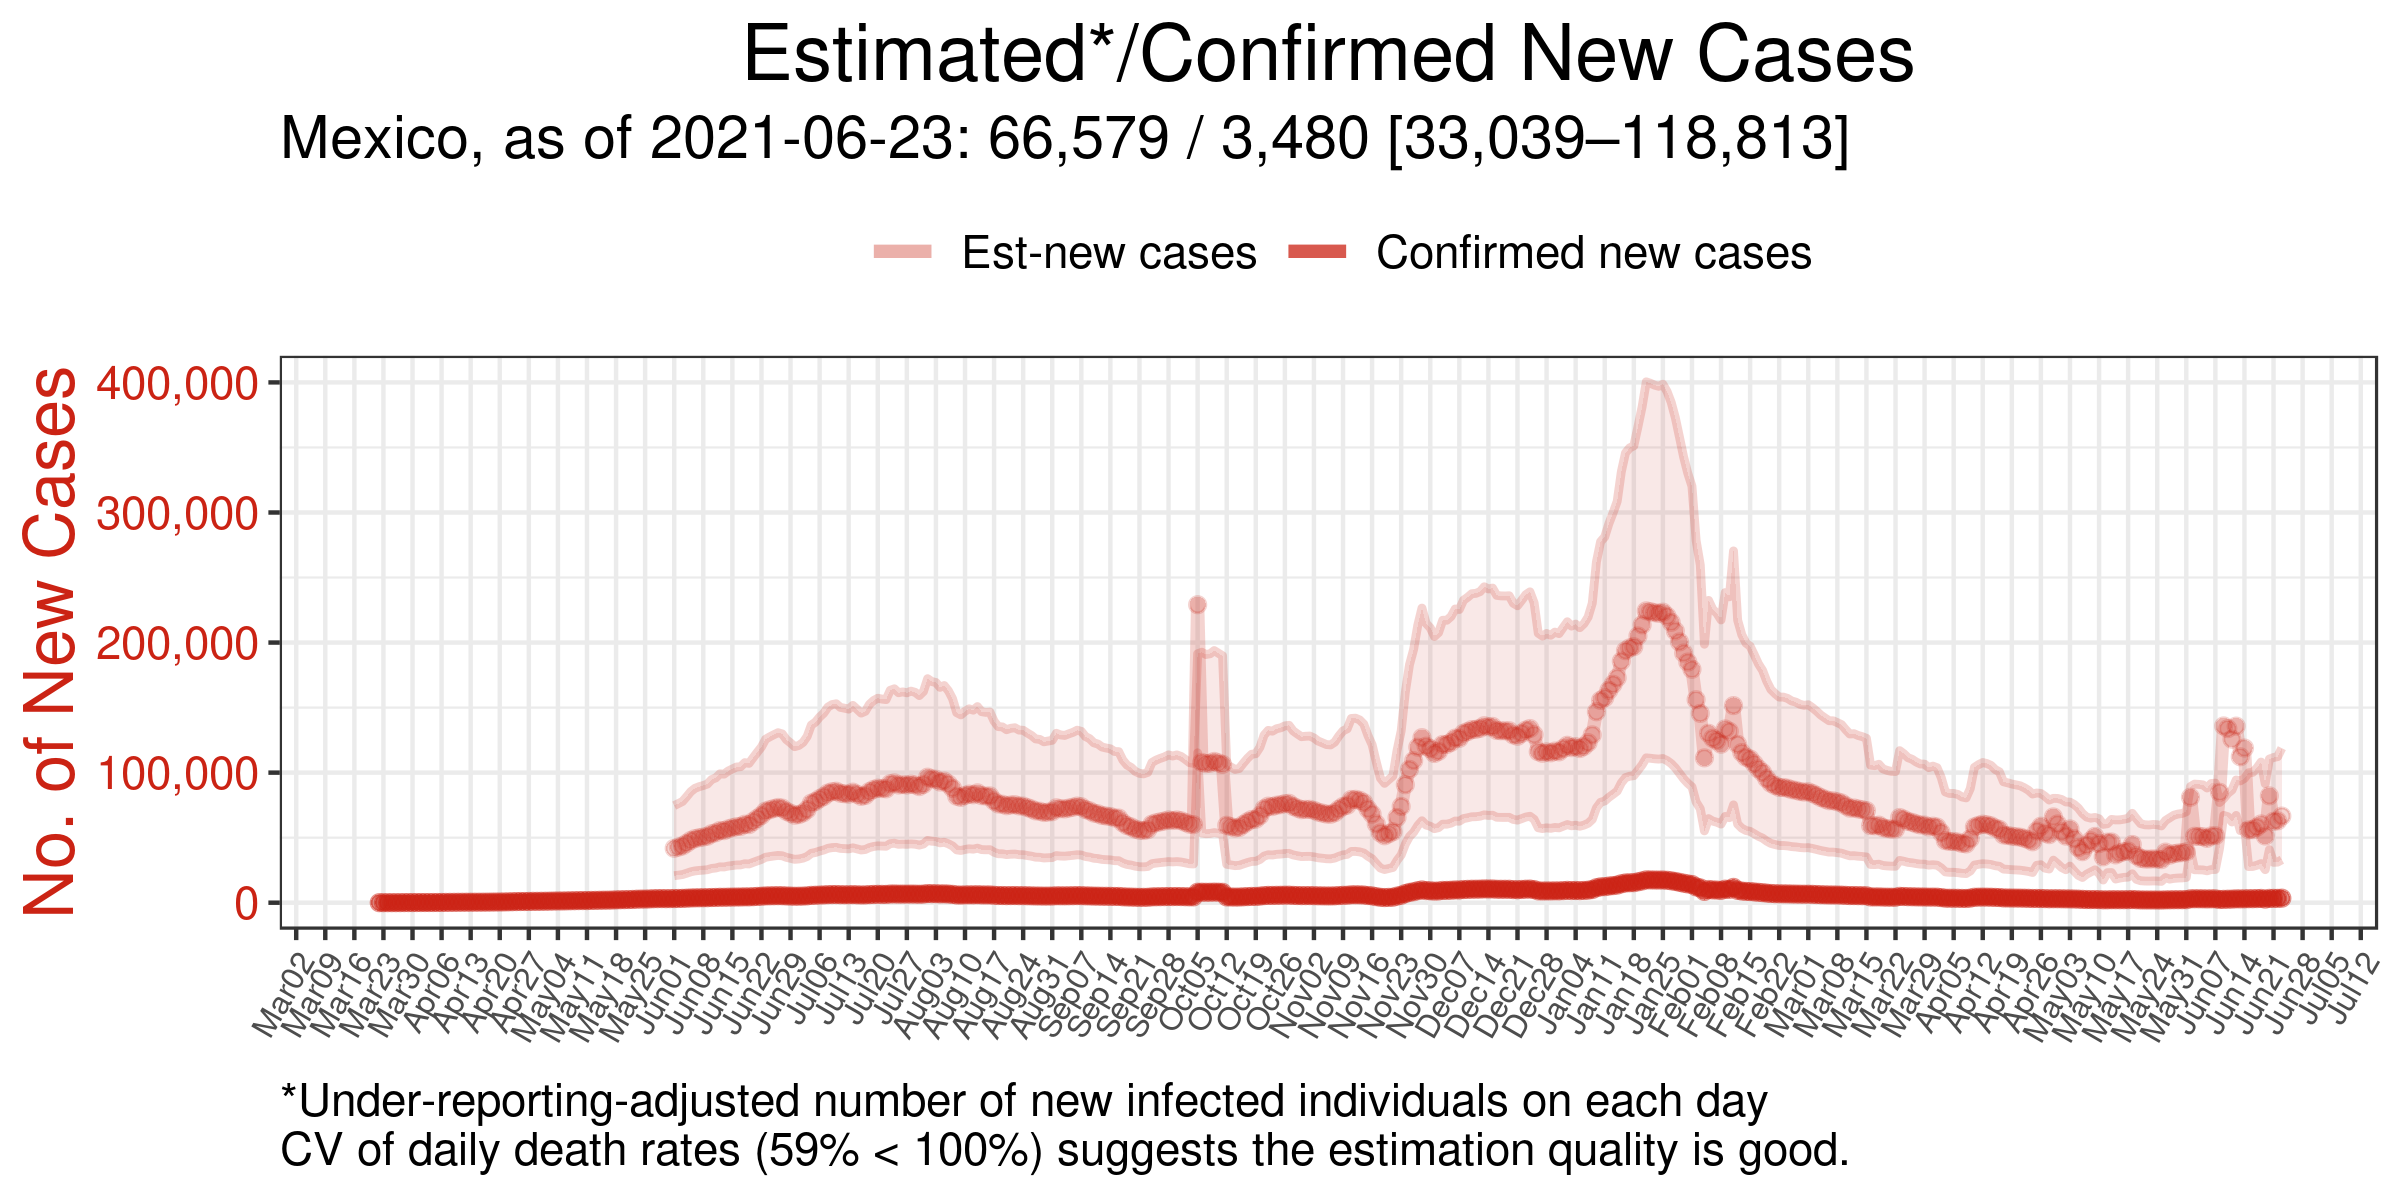 Estimated*/Confirmed New Cases
Mexico, as of 2021-06-23: 66,579 / 3,480 [33,039–118,813]
Est-new cases
Confirmed new cases
No. of New Cases
400,000
300,000
200,000
100,000
0
Mar02
Mar09
Mar16
Mar23
Mar30
Apr06
Apr13
Apr20
Apr27
May04
May11
May18
May25
Jun01
Jun08
Jun15
Jun22
Jun29
Jul06
Jul13
Jul20
Jul27
Aug03
Aug10
Aug17
Aug24
Aug31
Sep07
Sep14
Sep21
Sep28
Oct05
Oct12
Oct19
Oct26
Nov02
Nov09
Nov16
Nov23
Nov30
Dec07
Dec14
Dec21
Dec28
Jan04
Jan11
Jan18
Jan25
Feb01
Feb08
Feb15
Feb22
Mar01
Mar08
Mar15
Mar22
Mar29
Apr05
Apr12
Apr19
Apr26
May03
May10
May17
May24
May31
Jun07
Jun14
Jun21
Jun28
Jul05
Jul12
*Under-reporting-adjusted number of new infected individuals on each day
CV of daily death rates (59% < 100%) suggests the estimation quality is good.